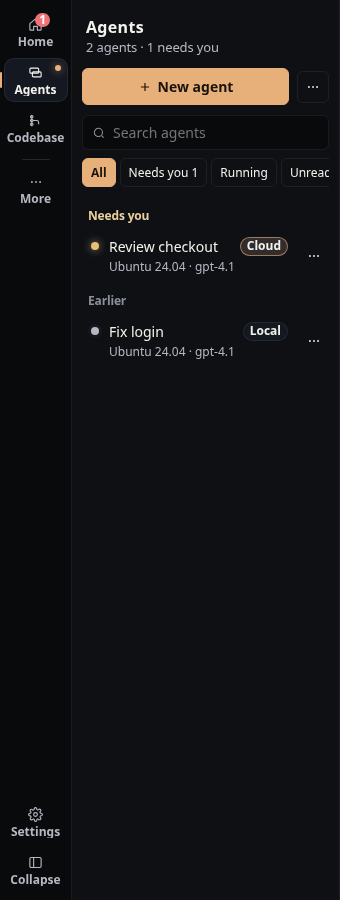 1
Home
Agents
Codebase
More
Settings
Collapse
Agents
2 agents · 1 needs you
+ New agent
Search agents
All
Needs you 1
Running
Unread
Needs you
Review checkout
Cloud
Ubuntu 24.04 · gpt-4.1
Earlier
Fix login
Local
Ubuntu 24.04 · gpt-4.1